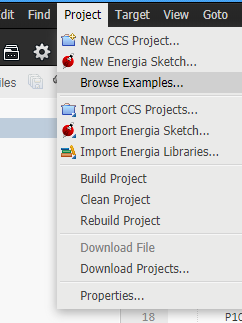 dit Find Project Target View Goto
New CCS Project...
New Energia Sketch...
iles
Browse Examples...
Import CCS Projects...
Import Energia Sketch...
Import Energia Libraries...
Build Project
Clean Project
Rebuild Project
Download File
Download Projects...
Properties...
18 P10